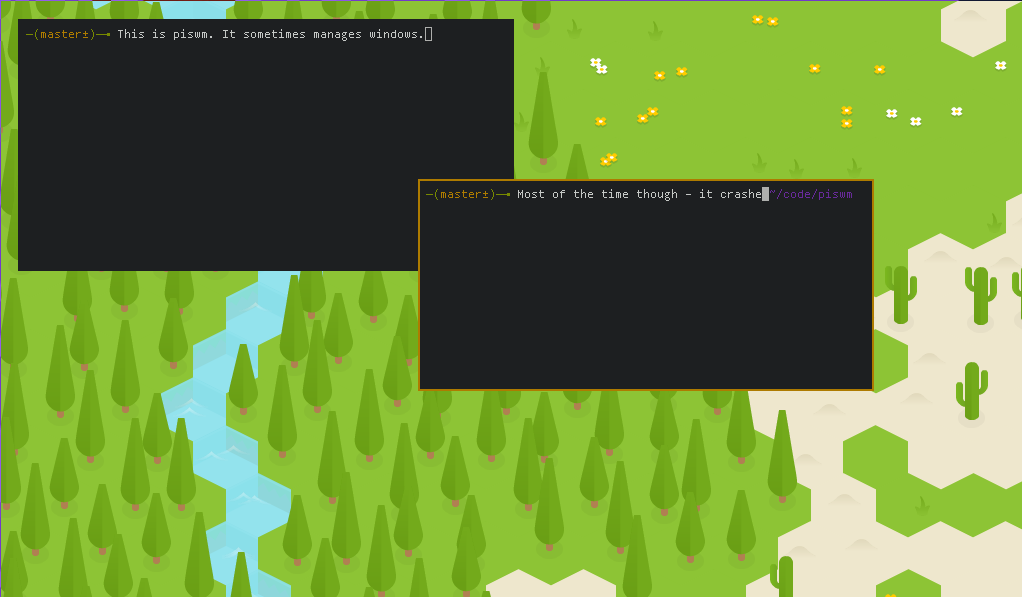 ─(master±)─╸ This is piswm. It sometimes manages windows.
─(master±)─╸ Most of the time though - it crashe ~/code/piswm